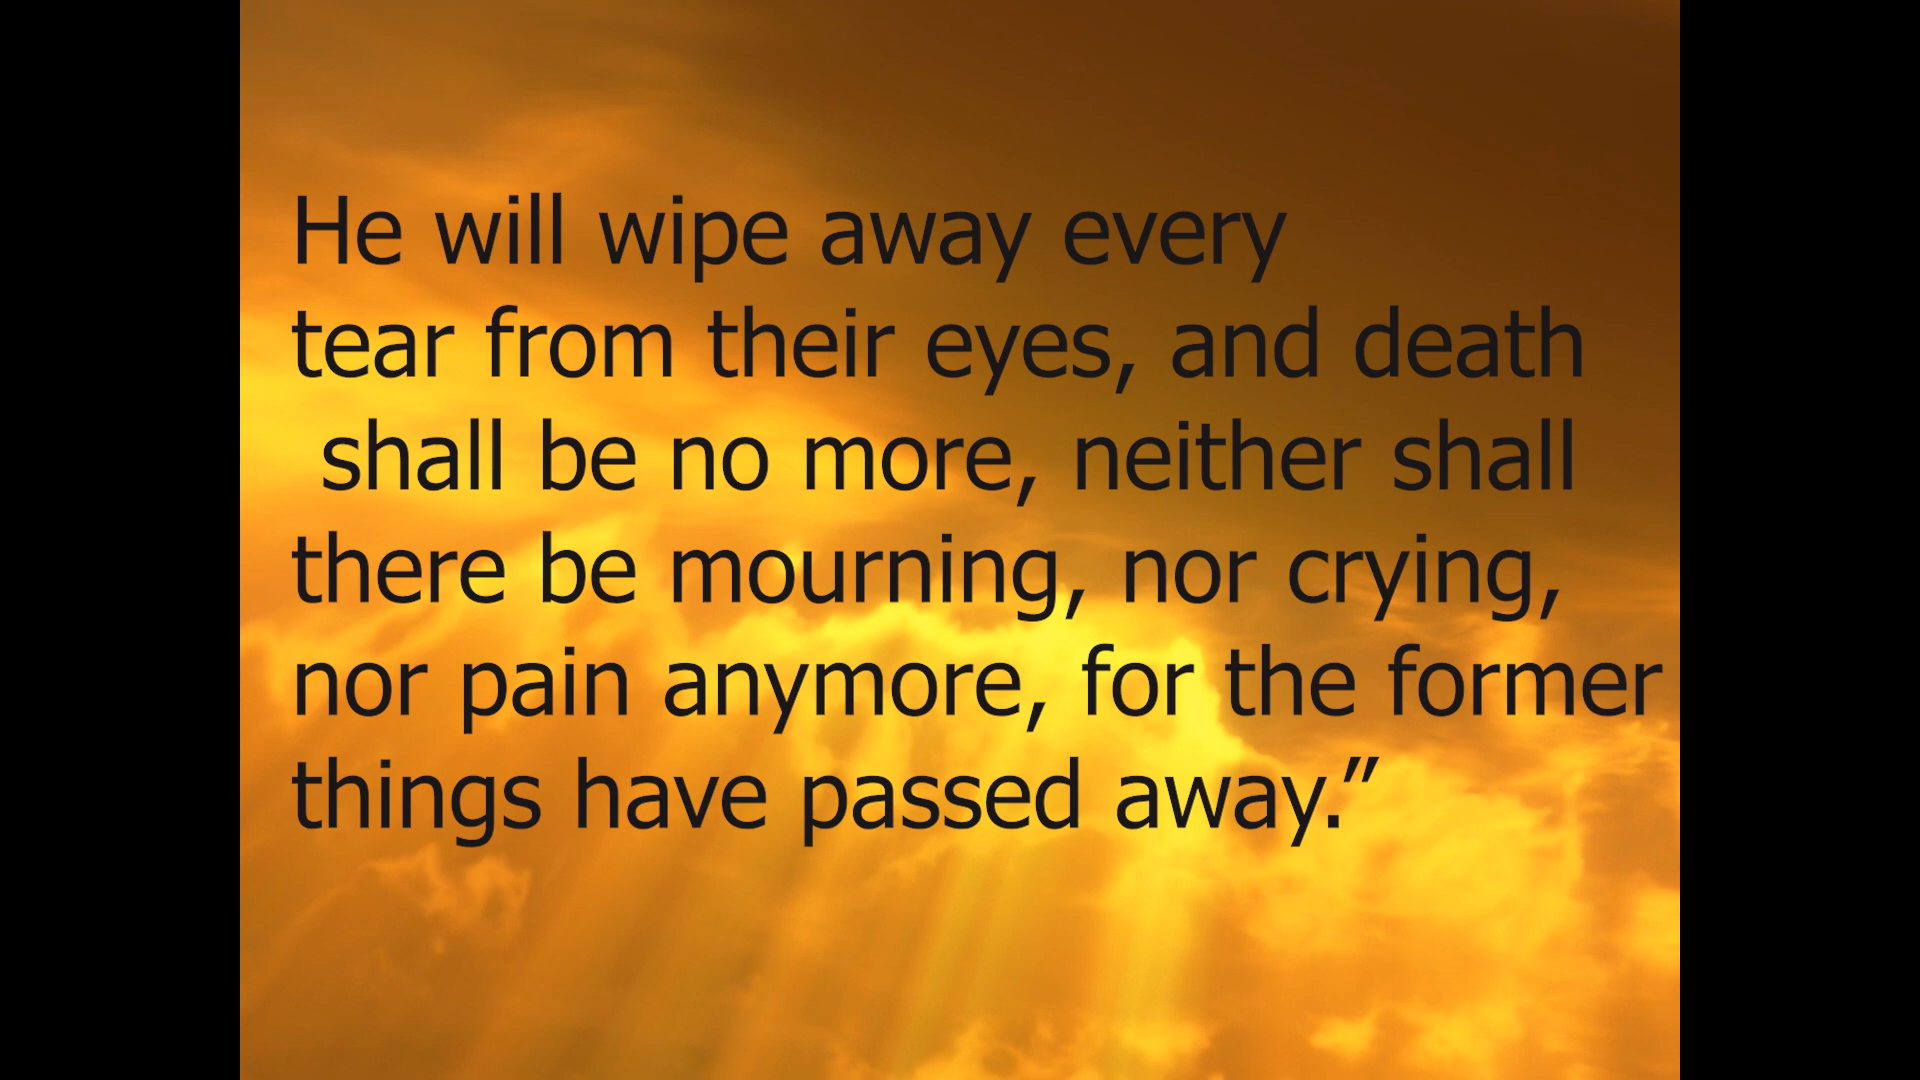 He will wipe away every
tear from their eyes, and death
shall be no more, neither shall
there be mourning, nor crying,
nor pain anymore, for the former
things have passed away.”